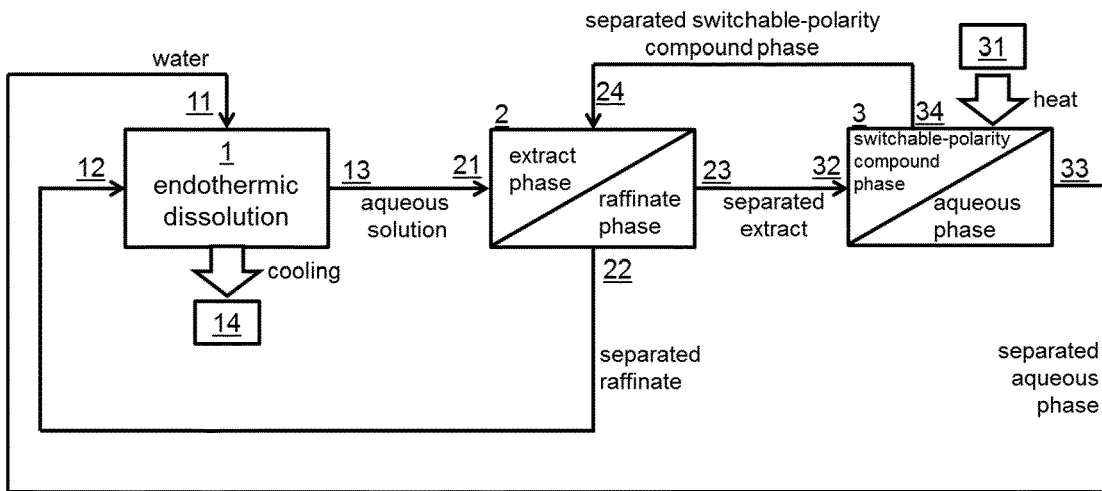 separated switchable-polarity
compound phase
31
water
heat
11
24
2
3
34
12
1
endothermic
dissolution
13
aqueous
solution
21
extract
phase
raffinate
phase
23
separated
extract
32
switchable-polarity
compound
phase
aqueous
phase
33
cooling
14
22
separated
raffinate
separated
aqueous
phase